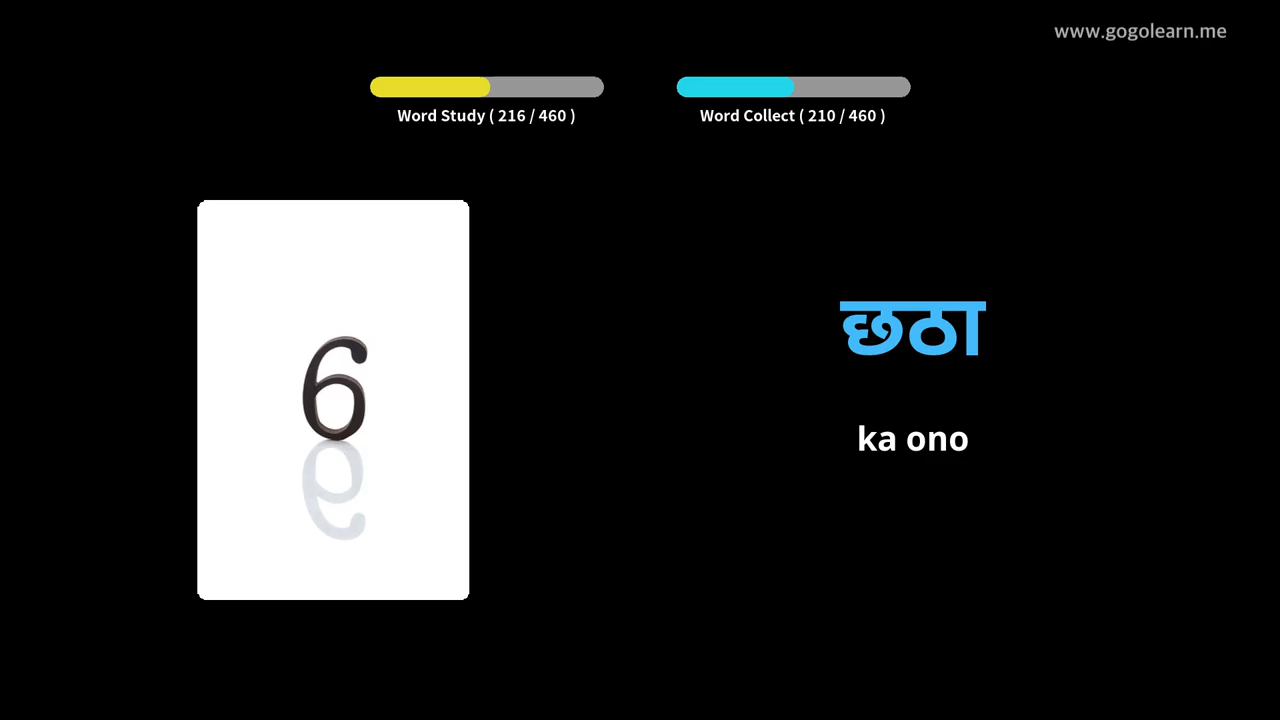 www.gogolearn.me
Word Study ( 216 / 460 )
Word Collect ( 210 / 460 )
6
छठा
ka ono